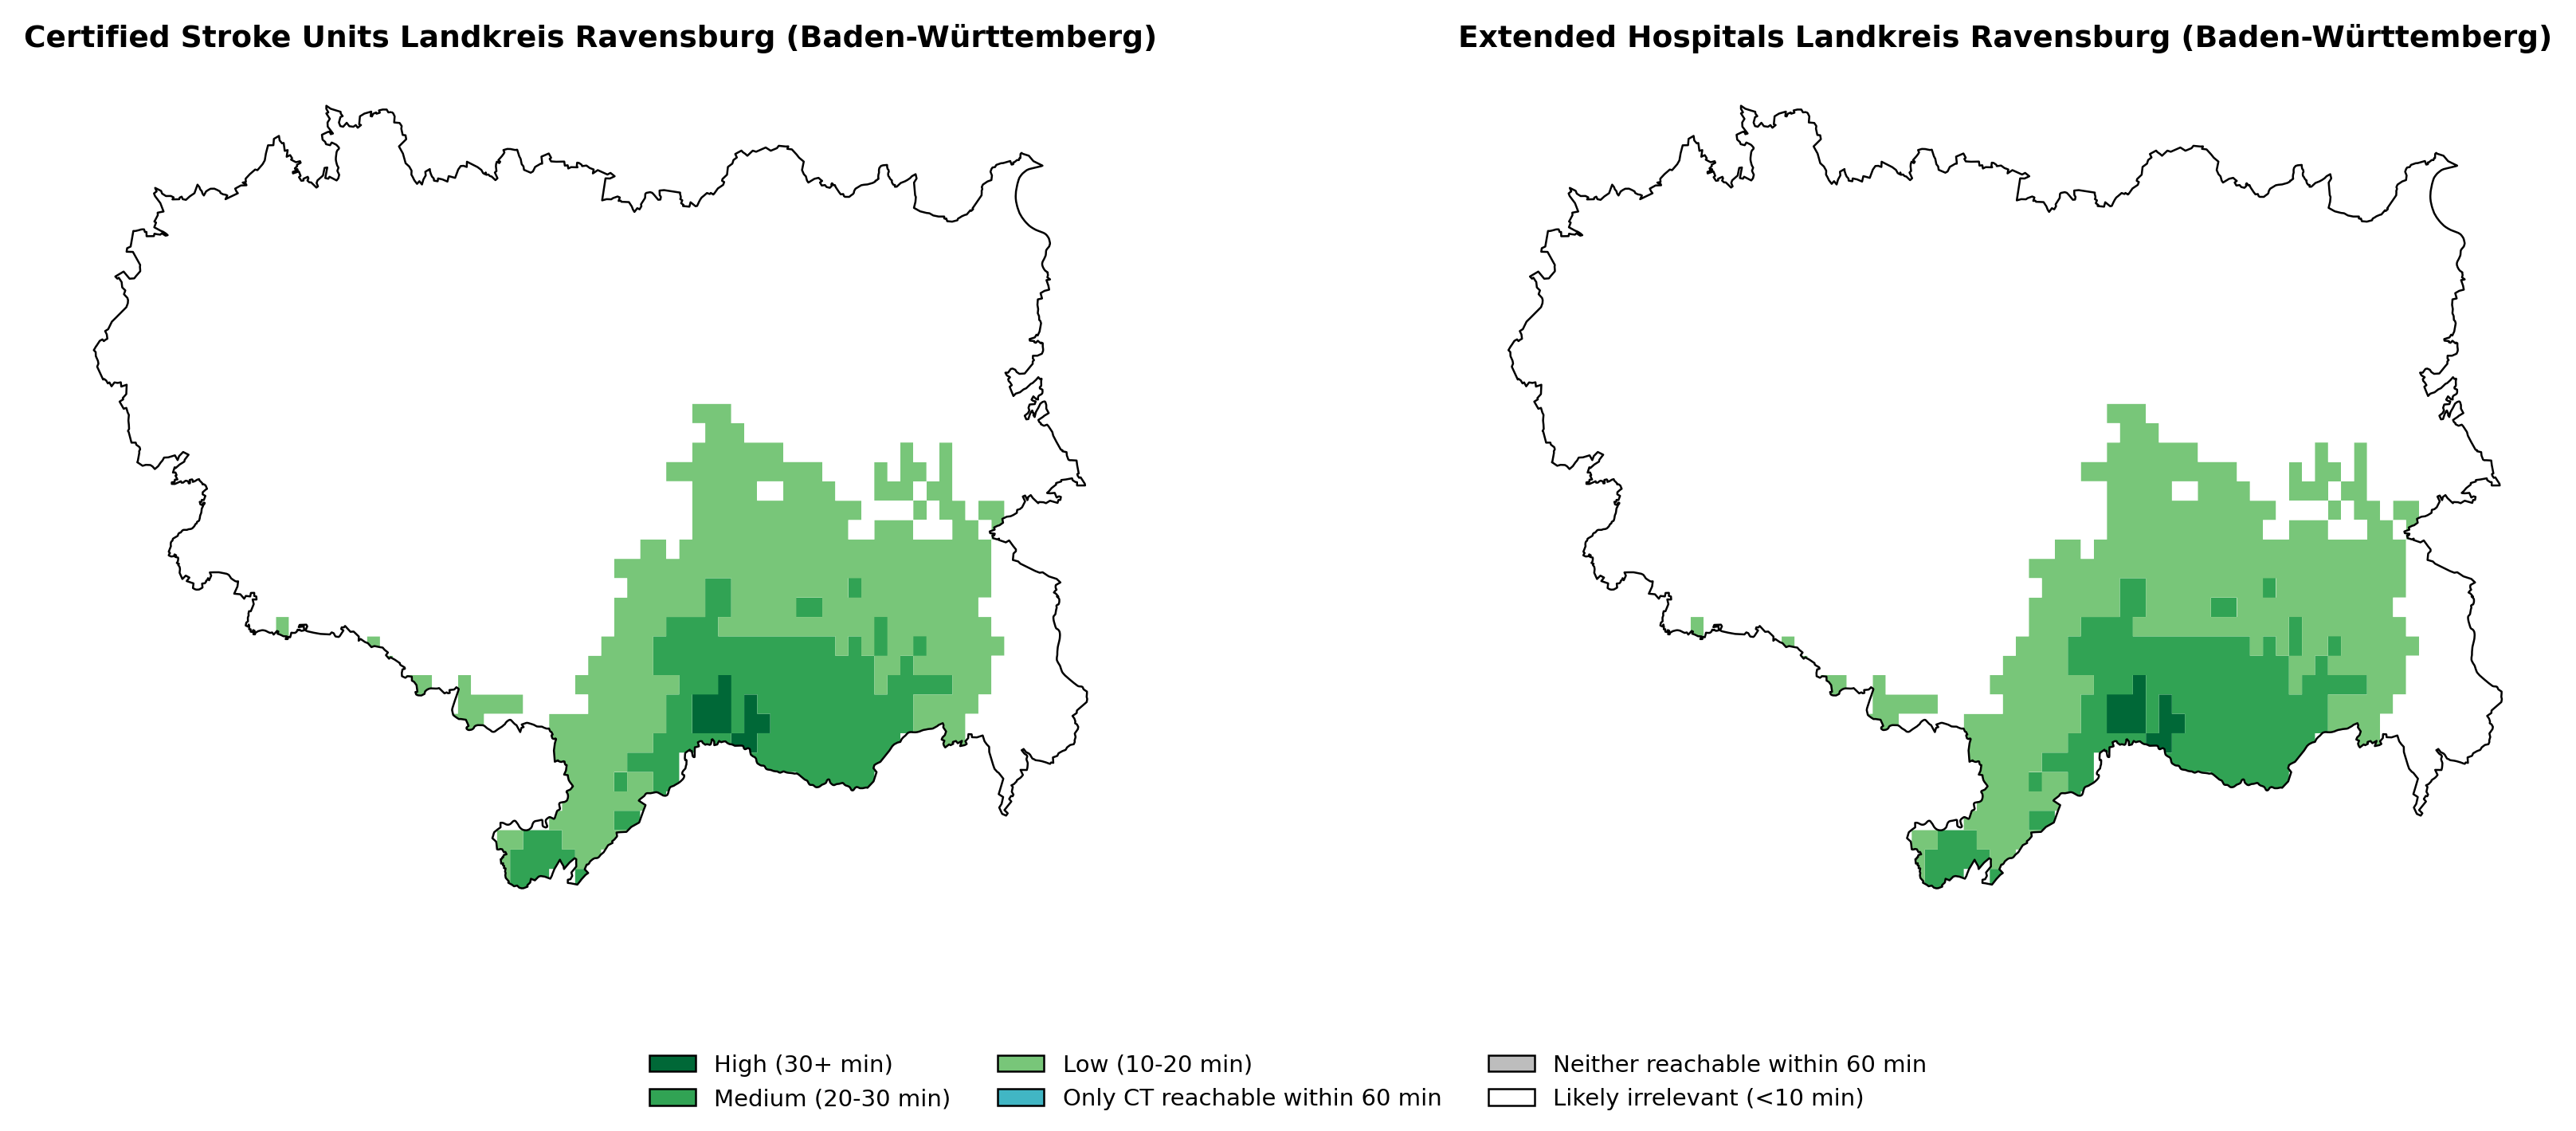 Certified Stroke Units Landkreis Ravensburg (Baden-Württemberg)
Extended Hospitals Landkreis Ravensburg (Baden-Württemberg)
High (30+ min)
Medium (20-30 min)
Low (10-20 min)
Only CT reachable within 60 min
Neither reachable within 60 min
Likely irrelevant (<10 min)